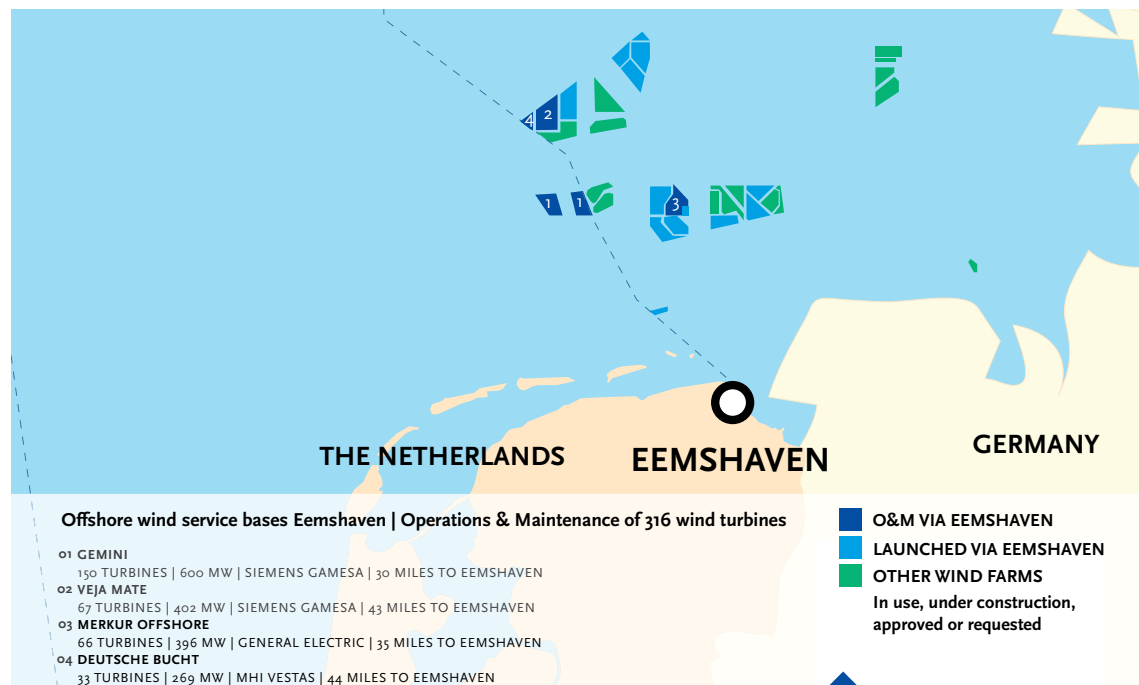 4
2
1
1
3
THE NETHERLANDS
EEMSHAVEN
GERMANY
Offshore wind service bases Eemshaven | Operations & Maintenance of 316 wind turbines
01 GEMINI
150 TURBINES | 600 MW | SIEMENS GAMESA | 30 MILES TO EEMSHAVEN
02 VEJA MATE
67 TURBINES | 402 MW | SIEMENS GAMESA | 43 MILES TO EEMSHAVEN
03 MERKUR OFFSHORE
66 TURBINES | 396 MW | GENERAL ELECTRIC | 35 MILES TO EEMSHAVEN
04 DEUTSCHE BUCHT
33 TURBINES | 269 MW | MHI VESTAS | 44 MILES TO EEMSHAVEN
O&M VIA EEMSHAVEN
LAUNCHED VIA EEMSHAVEN
OTHER WIND FARMS
In use, under construction,
approved or requested